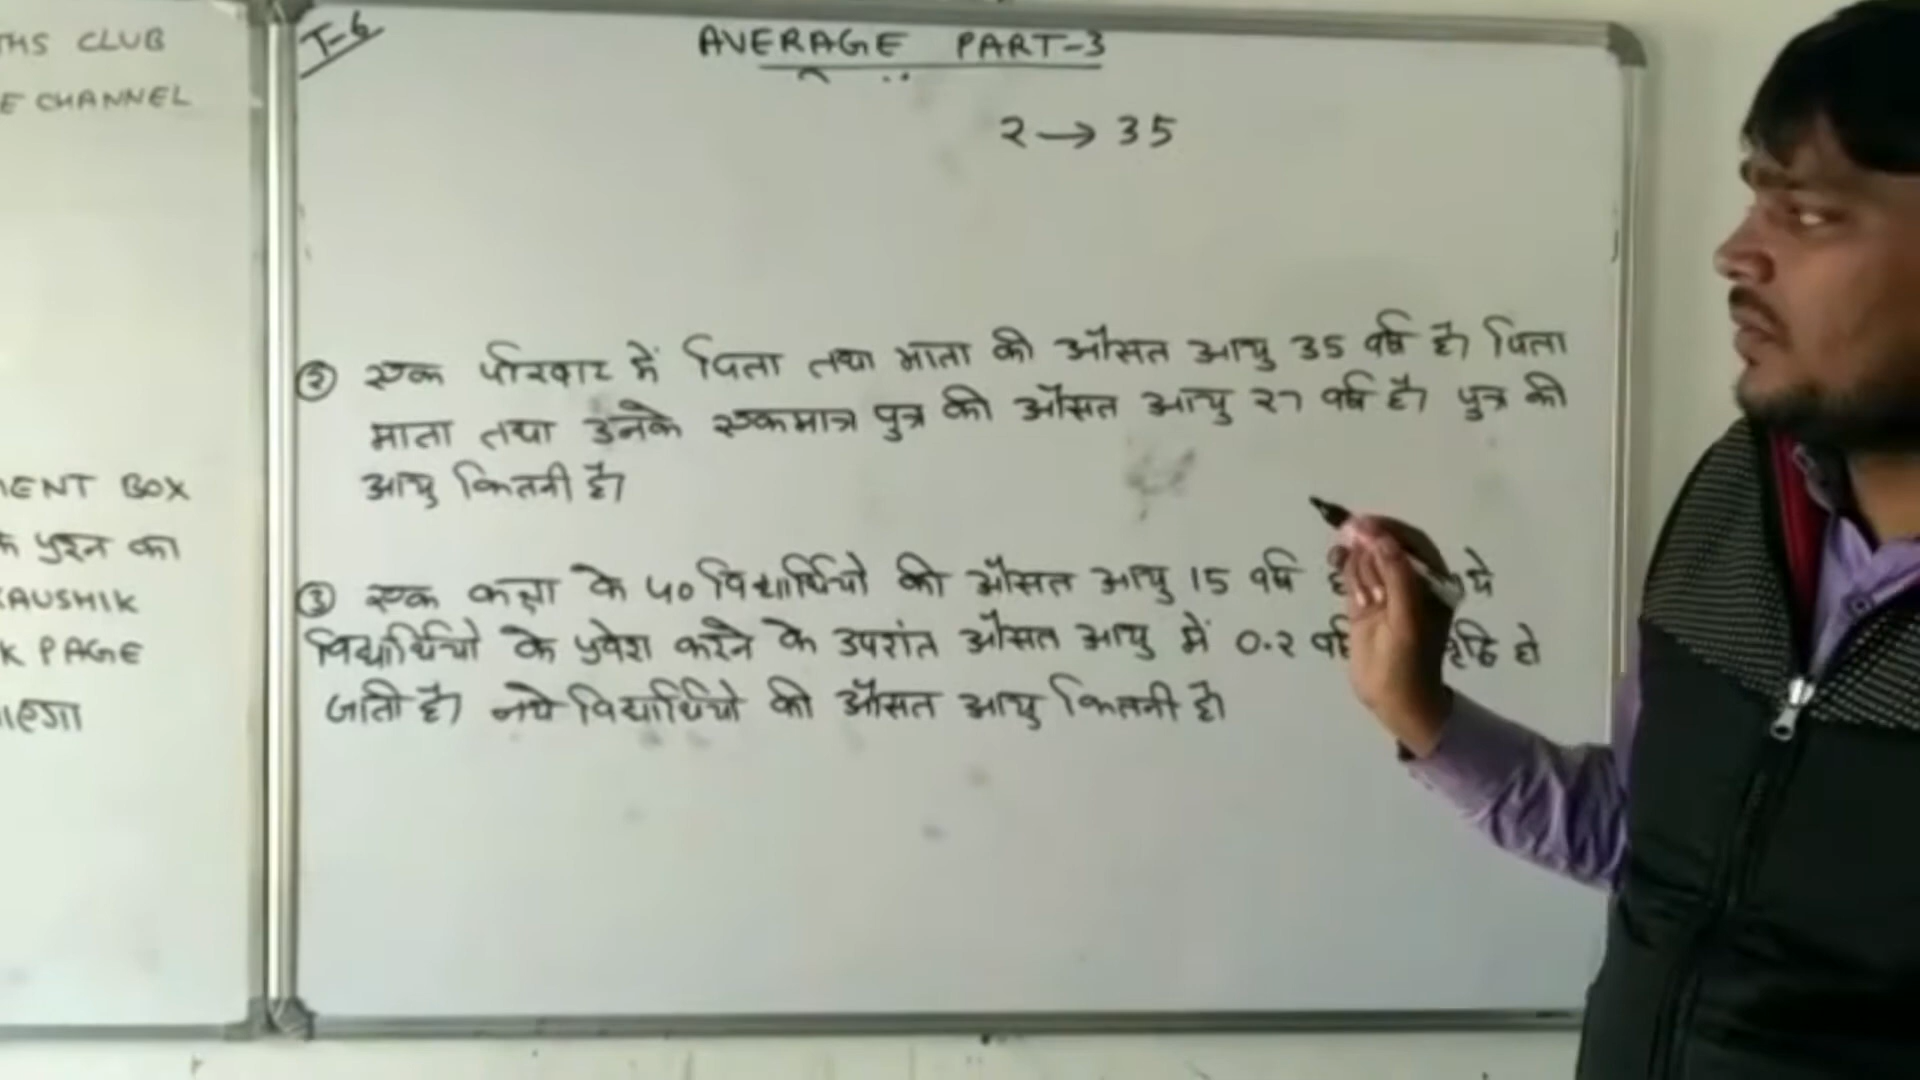 THS CLUB
E CHANNEL
MENT BOX
क प्रश्न का
KAUSHIK
K PAGE
T-6
AVERAGE PART-3
2 → 35
② एक परिवार में पिता तथा माता की औसत आयु 35 वर्ष है। पिता
माता तथा उनके एकमात्र पुत्र की औसत आयु 27 वर्ष है। पुत्र की
आयु कितनी है।
③ एक कक्षा के 40 विद्यार्थियो की औसत आयु 15 वर्ष
विद्यार्थियो के प्रवेश करने के उपरांत औसत आयु में 0.2 वृद्धि हो
जाती है। नये विद्यार्थियो की औसत आयु कितनी है।